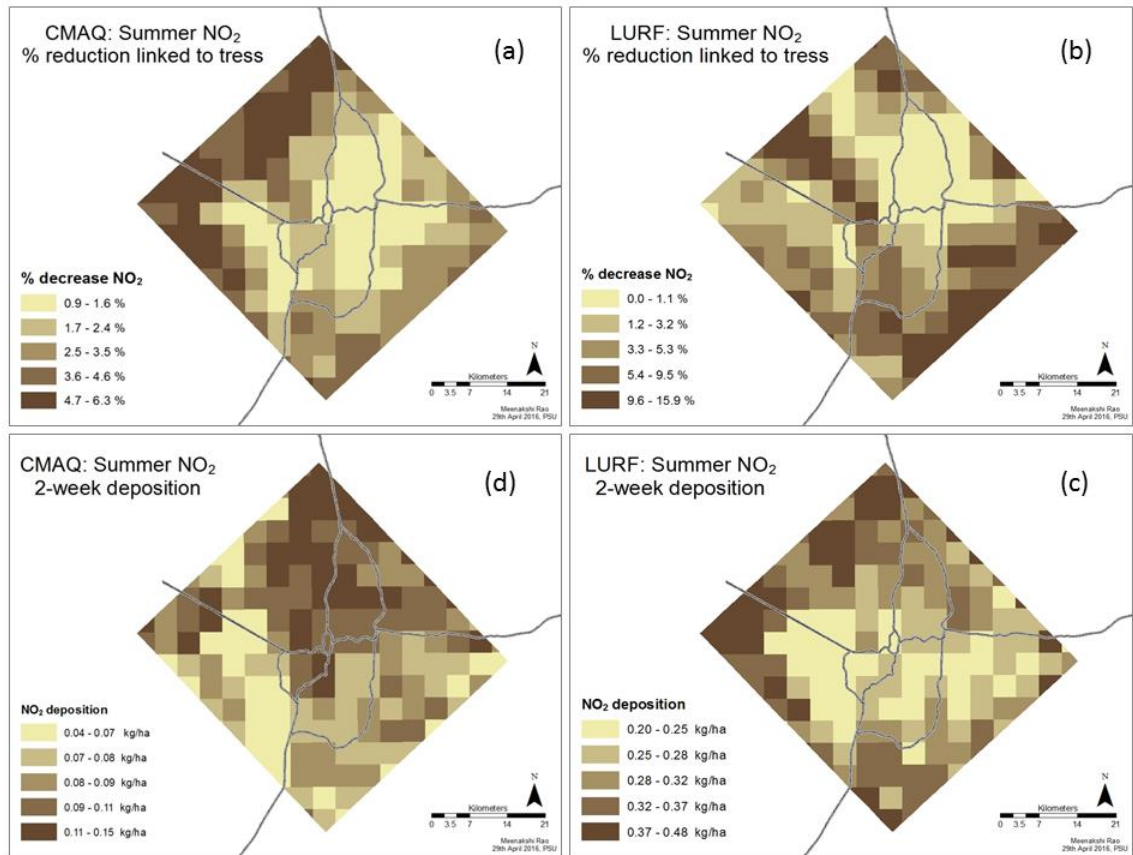 CMAQ: Summer NO₂
% reduction linked to tress
(a)
% decrease NO₂
0.9 - 1.6 %
1.7 - 2.4 %
2.5 - 3.5 %
3.6 - 4.6 %
4.7 - 6.3 %
N
Kilometers
0 3.5 7 14 21
Meenakshi Rao
29th April 2016, PSU
LURF: Summer NO₂
% reduction linked to tress
(b)
% decrease NO₂
0.0 - 1.1 %
1.2 - 3.2 %
3.3 - 5.3 %
5.4 - 9.5 %
9.6 - 15.9 %
N
Kilometers
0 3.5 7 14 21
Meenakshi Rao
29th April 2016, PSU
CMAQ: Summer NO₂
2-week deposition
(d)
NO₂ deposition
0.04 - 0.07 kg/ha
0.07 - 0.08 kg/ha
0.08 - 0.09 kg/ha
0.09 - 0.11 kg/ha
0.11 - 0.15 kg/ha
N
Kilometers
0 3.5 7 14 21
Meenakshi Rao
29th April 2016, PSU
LURF: Summer NO₂
2-week deposition
(c)
NO₂ deposition
0.20 - 0.25 kg/ha
0.25 - 0.28 kg/ha
0.28 - 0.32 kg/ha
0.32 - 0.37 kg/ha
0.37 - 0.48 kg/ha
N
Kilometers
0 3.5 7 14 21
Meenakshi Rao
29th April 2016, PSU